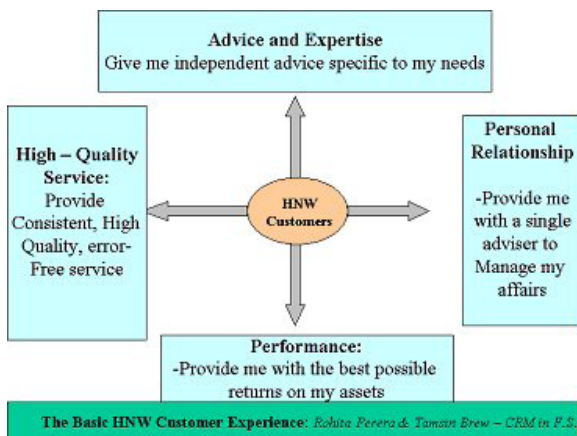 Advice and Expertise
Give me independent advice specific to my needs
High – Quality
Service:
Provide
Consistent, High
Quality, error-
Free service
HNW
Customers
Personal
Relationship
-Provide me
with a single
adviser to
Manage my
affairs
Performance:
-Provide me with the best possible
returns on my assets
The Basic HNW Customer Experience: Rohita Perera & Tamsin Brew – CRM in F.S.